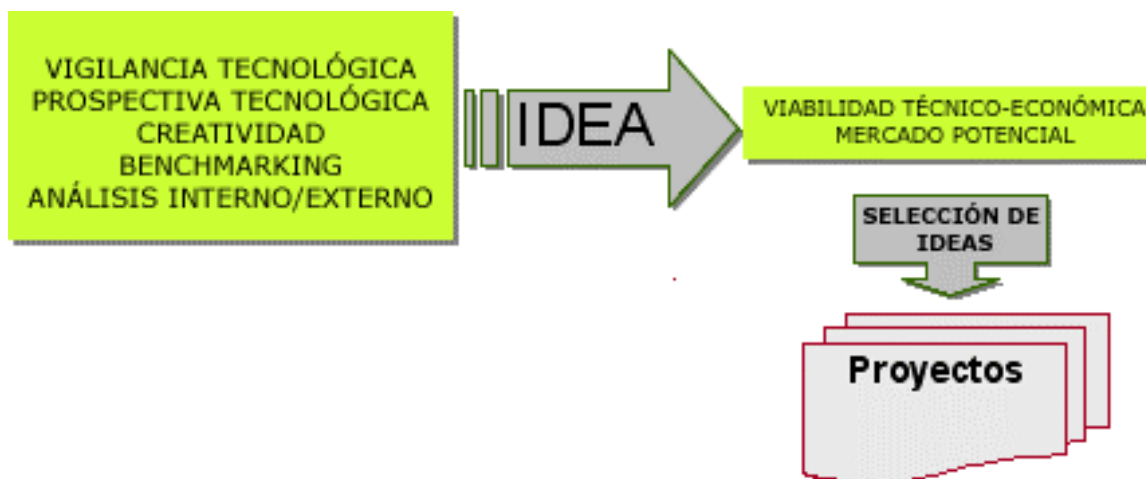 VIGILANCIA TECNOLÓGICA
PROSPECTIVA TECNOLÓGICA
CREATIVIDAD
BENCHMARKING
ANÁLISIS INTERNO/EXTERNO
IDEA
VIABILIDAD TÉCNICO-ECONÓMICA
MERCADO POTENCIAL
SELECCIÓN DE
IDEAS
Proyectos